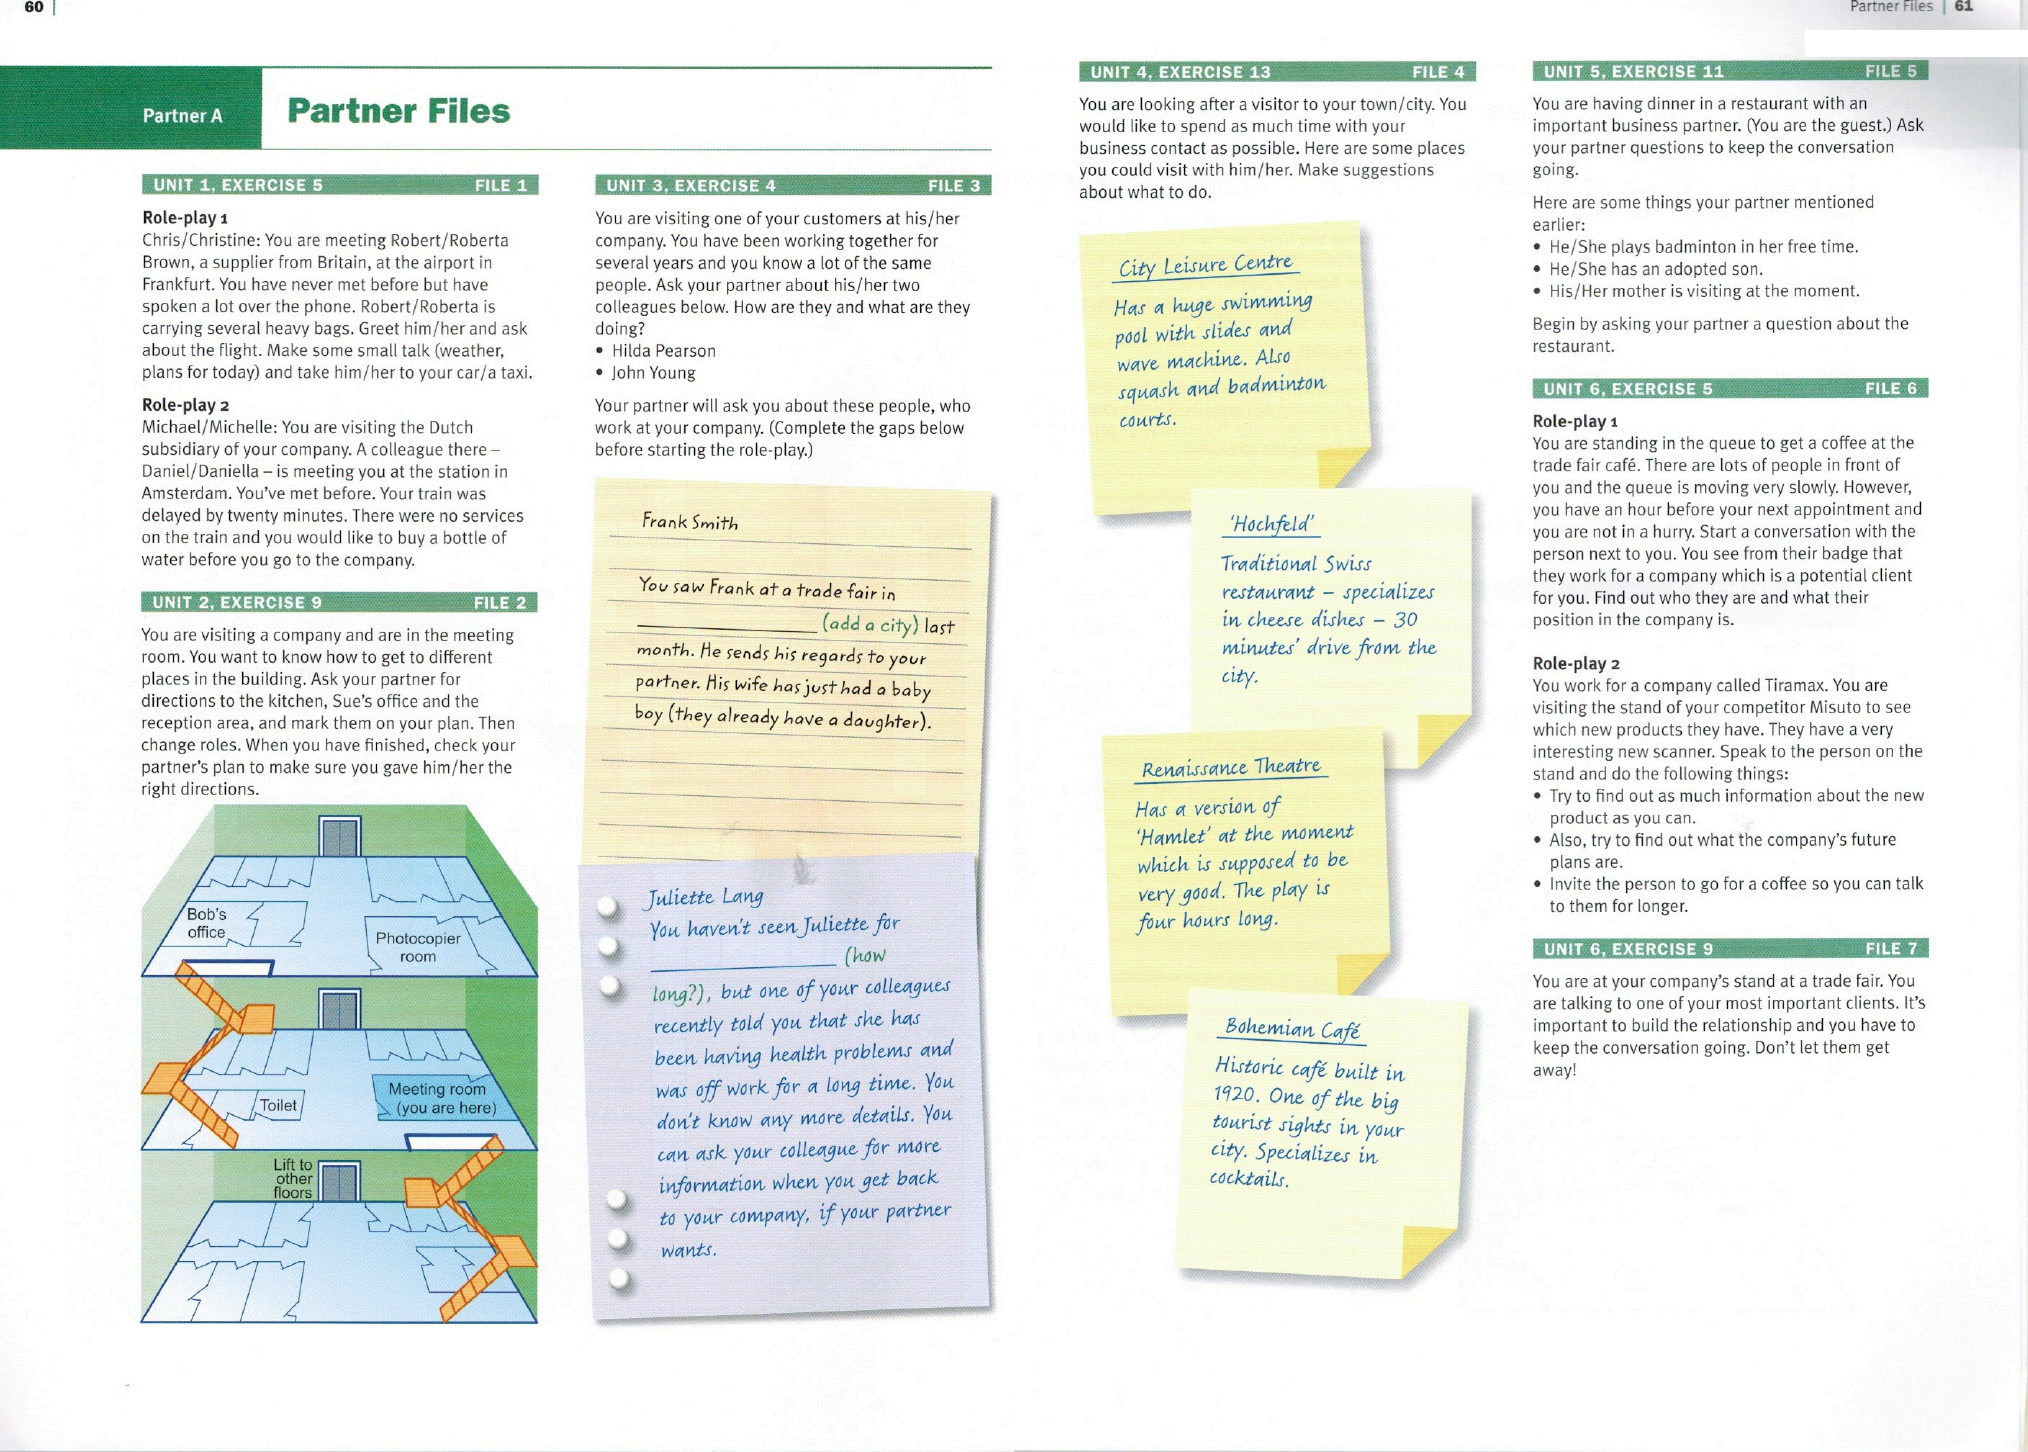 60
Partner Files | 61
Partner A
Partner Files
UNIT 1, EXERCISE 5 FILE 1
Role-play 1
Chris/Christine: You are meeting Robert/Roberta
Brown, a supplier from Britain, at the airport in
Frankfurt. You have never met before but have
spoken a lot over the phone. Robert/Roberta is
carrying several heavy bags. Greet him/her and ask
about the flight. Make some small talk (weather,
plans for today) and take him/her to your car/a taxi.
Role-play 2
Michael/Michelle: You are visiting the Dutch
subsidiary of your company. A colleague there –
Daniel/Daniella – is meeting you at the station in
Amsterdam. You've met before. Your train was
delayed by twenty minutes. There were no services
on the train and you would like to buy a bottle of
water before you go to the company.
UNIT 2, EXERCISE 9 FILE 2
You are visiting a company and are in the meeting
room. You want to know how to get to different
places in the building. Ask your partner for
directions to the kitchen, Sue's office and the
reception area, and mark them on your plan. Then
change roles. When you have finished, check your
partner's plan to make sure you gave him/her the
right directions.
Bob's
office
Photocopier
room
Toilet
Meeting room
(you are here)
Lift to
other
floors
UNIT 3, EXERCISE 4 FILE 3
You are visiting one of your customers at his/her
company. You have been working together for
several years and you know a lot of the same
people. Ask your partner about his/her two
colleagues below. How are they and what are they
doing?
• Hilda Pearson
• John Young
Your partner will ask you about these people, who
work at your company. (Complete the gaps below
before starting the role-play.)
Frank Smith
You saw Frank at a trade fair in
____________________ (add a city) last
month. He sends his regards to your
partner. His wife has just had a baby
boy (they already have a daughter).
Juliette Lang
You haven't seen Juliette for
____________________ (how
long?), but one of your colleagues
recently told you that she has
been having health problems and
was off work for a long time. You
don't know any more details. You
can ask your colleague for more
information when you get back
to your company, if your partner
wants.
UNIT 4, EXERCISE 13 FILE 4
You are looking after a visitor to your town/city. You
would like to spend as much time with your
business contact as possible. Here are some places
you could visit with him/her. Make suggestions
about what to do.
City Leisure Centre
Has a huge swimming
pool with slides and
wave machine. Also
squash and badminton
courts.
'Hochfeld'
Traditional Swiss
restaurant – specializes
in cheese dishes – 30
minutes' drive from the
city.
Renaissance Theatre
Has a version of
'Hamlet' at the moment
which is supposed to be
very good. The play is
four hours long.
Bohemian Café
Historic café built in
1920. One of the big
tourist sights in your
city. Specializes in
cocktails.
UNIT 5, EXERCISE 11 FILE 5
You are having dinner in a restaurant with an
important business partner. (You are the guest.) Ask
your partner questions to keep the conversation
going.
Here are some things your partner mentioned
earlier:
• He/She plays badminton in her free time.
• He/She has an adopted son.
• His/Her mother is visiting at the moment.
Begin by asking your partner a question about the
restaurant.
UNIT 6, EXERCISE 5 FILE 6
Role-play 1
You are standing in the queue to get a coffee at the
trade fair café. There are lots of people in front of
you and the queue is moving very slowly. However,
you have an hour before your next appointment and
you are not in a hurry. Start a conversation with the
person next to you. You see from their badge that
they work for a company which is a potential client
for you. Find out who they are and what their
position in the company is.
Role-play 2
You work for a company called Tiramax. You are
visiting the stand of your competitor Misuto to see
which new products they have. They have a very
interesting new scanner. Speak to the person on the
stand and do the following things:
• Try to find out as much information about the new
product as you can.
• Also, try to find out what the company's future
plans are.
• Invite the person to go for a coffee so you can talk
to them for longer.
UNIT 6, EXERCISE 9 FILE 7
You are at your company's stand at a trade fair. You
are talking to one of your most important clients. It's
important to build the relationship and you have to
keep the conversation going. Don't let them get
away!